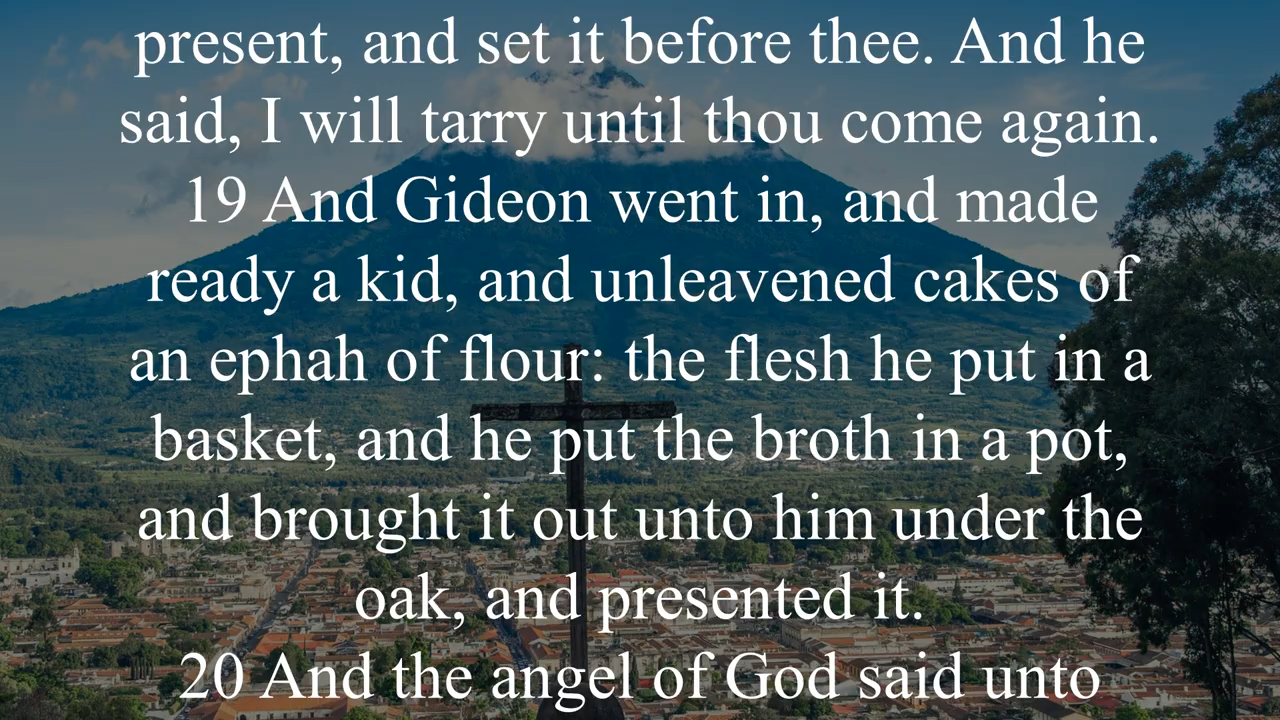 present, and set it before thee. And he
said, I will tarry until thou come again.
19 And Gideon went in, and made
ready a kid, and unleavened cakes of
an ephah of flour: the flesh he put in a
basket, and he put the broth in a pot,
and brought it out unto him under the
oak, and presented it.
20 And the angel of God said unto